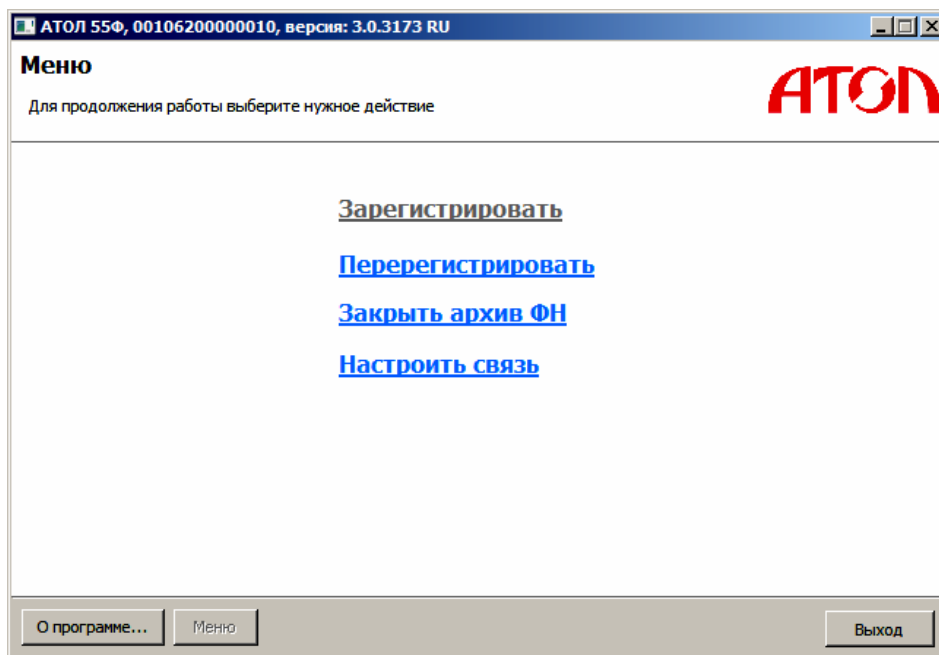 АТОЛ 55Ф, 00106200000010, версия: 3.0.3173 RU
Меню
Для продолжения работы выберите нужное действие
АТОЛ
Зарегистрировать
Перерегистрировать
Закрыть архив ФН
Настроить связь
О программе...
Меню
Выход